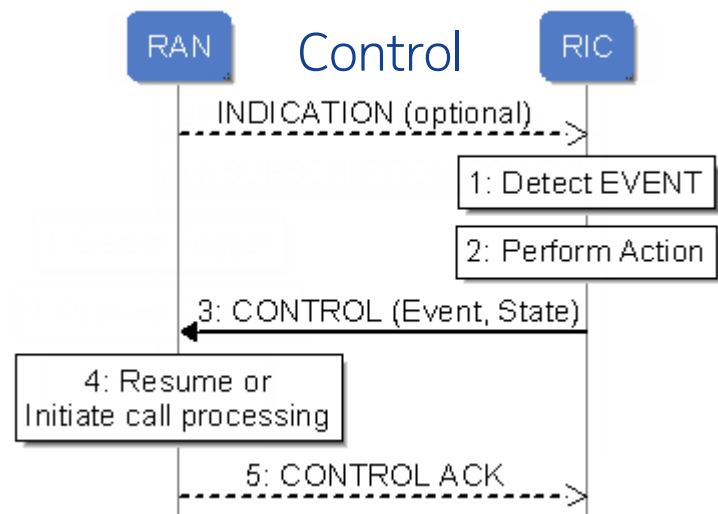 RAN
Control
RIC
INDICATION (optional)
1: Detect EVENT
2: Perform Action
3: CONTROL (Event, State)
4: Resume or
Initiate call processing
5: CONTROL ACK